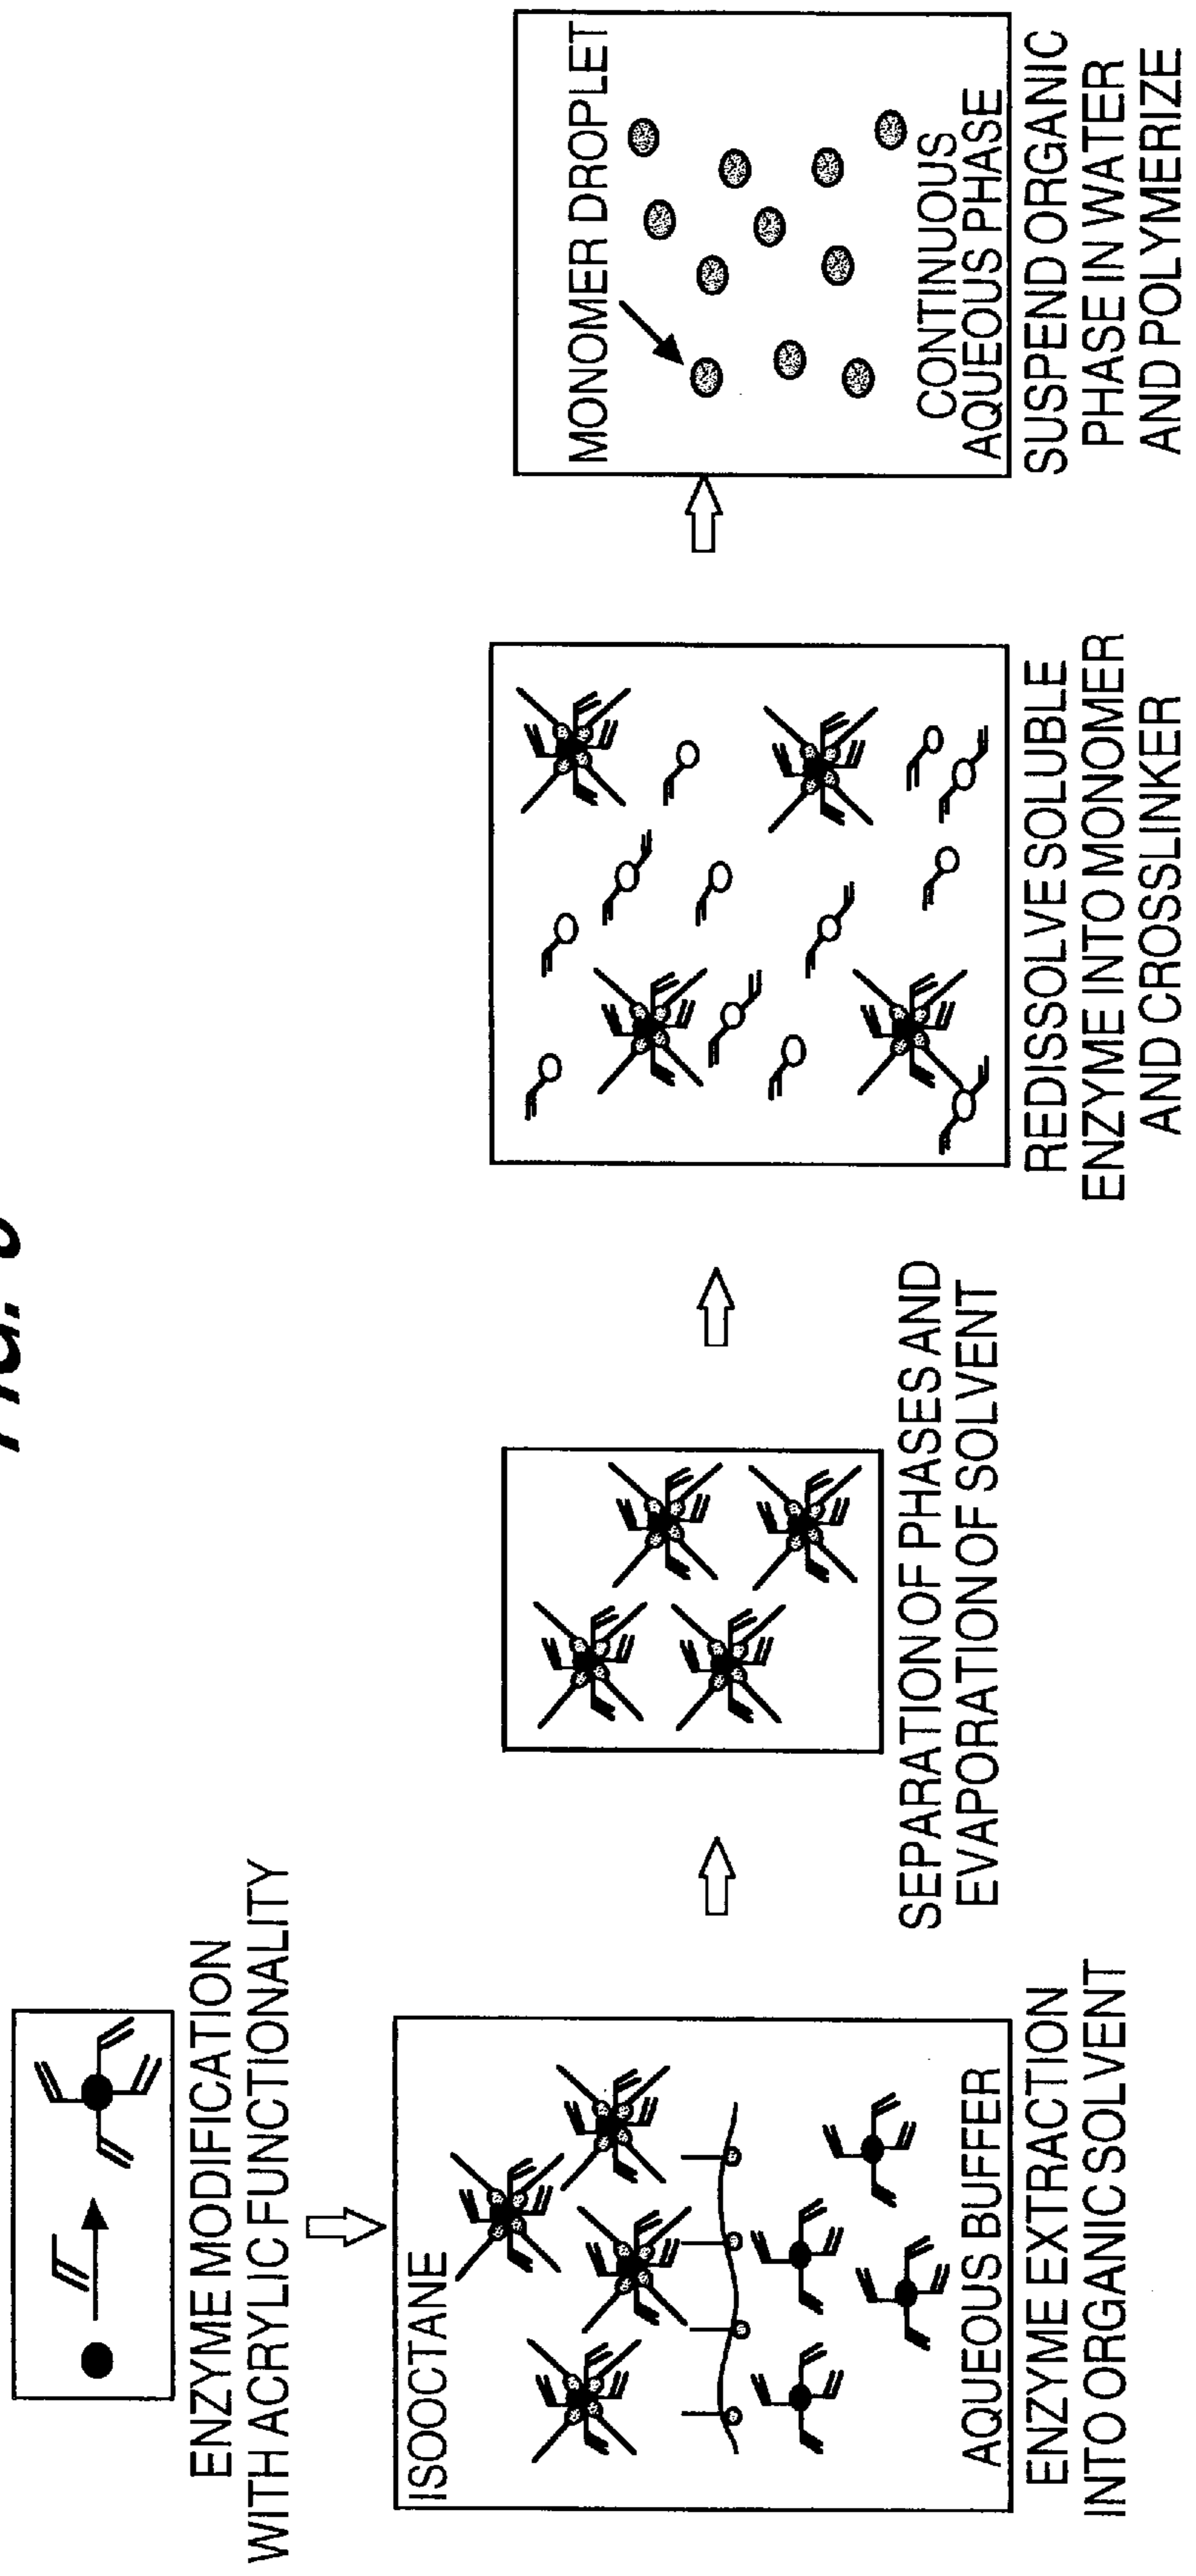 ENZYME MODIFICATION
WITH ACRYLIC FUNCTIONALITY
ISOOCTANE
AQUEOUS BUFFER
ENZYME EXTRACTION
INTO ORGANIC SOLVENT
SEPARATION OF PHASES AND
EVAPORATION OF SOLVENT
REDISSOLVE SOLUBLE
ENZYME INTO MONOMER
AND CROSSLINKER
MONOMER DROPLET
CONTINUOUS
AQUEOUS PHASE
SUSPEND ORGANIC
PHASE IN WATER
AND POLYMERIZE